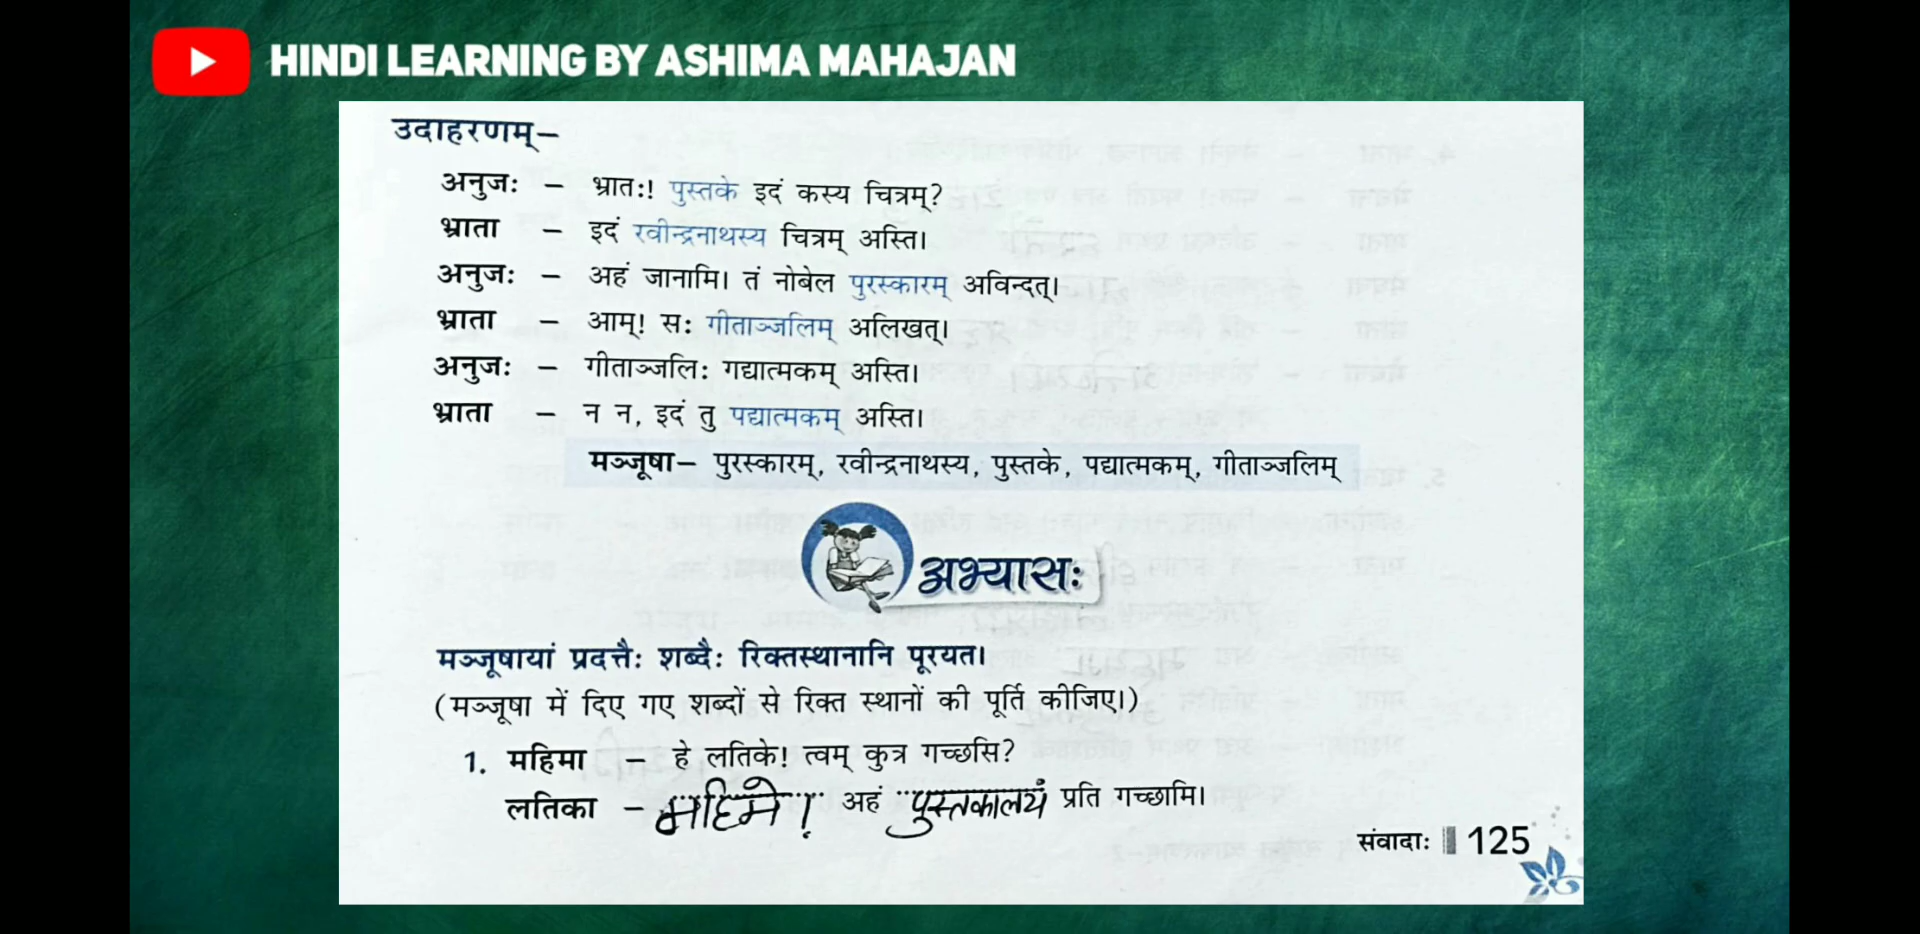 HINDI LEARNING BY ASHIMA MAHAJAN
उदाहरणम्–
अनुजः – भ्रातः! पुस्तके इदं कस्य चित्रम्?
भ्राता – इदं रवीन्द्रनाथस्य चित्रम् अस्ति।
अनुजः – अहं जानामि। तं नोबेल पुरस्कारम् अविन्दत्।
भ्राता – आम्! सः गीताञ्जलिम् अलिखत्।
अनुजः – गीताञ्जलिः गद्यात्मकम् अस्ति।
भ्राता – न न, इदं तु पद्यात्मकम् अस्ति।
मञ्जूषा– पुरस्कारम्, रवीन्द्रनाथस्य, पुस्तके, पद्यात्मकम्, गीताञ्जलिम्
अभ्यासः
मञ्जूषायां प्रदत्तैः शब्दैः रिक्तस्थानानि पूरयत।
(मञ्जूषा में दिए गए शब्दों से रिक्त स्थानों की पूर्ति कीजिए।)
1. महिमा – हे लतिके! त्वम् कुत्र गच्छसि?
लतिका – महिमे! अहं पुस्तकालयं प्रति गच्छामि।
संवादाः 125